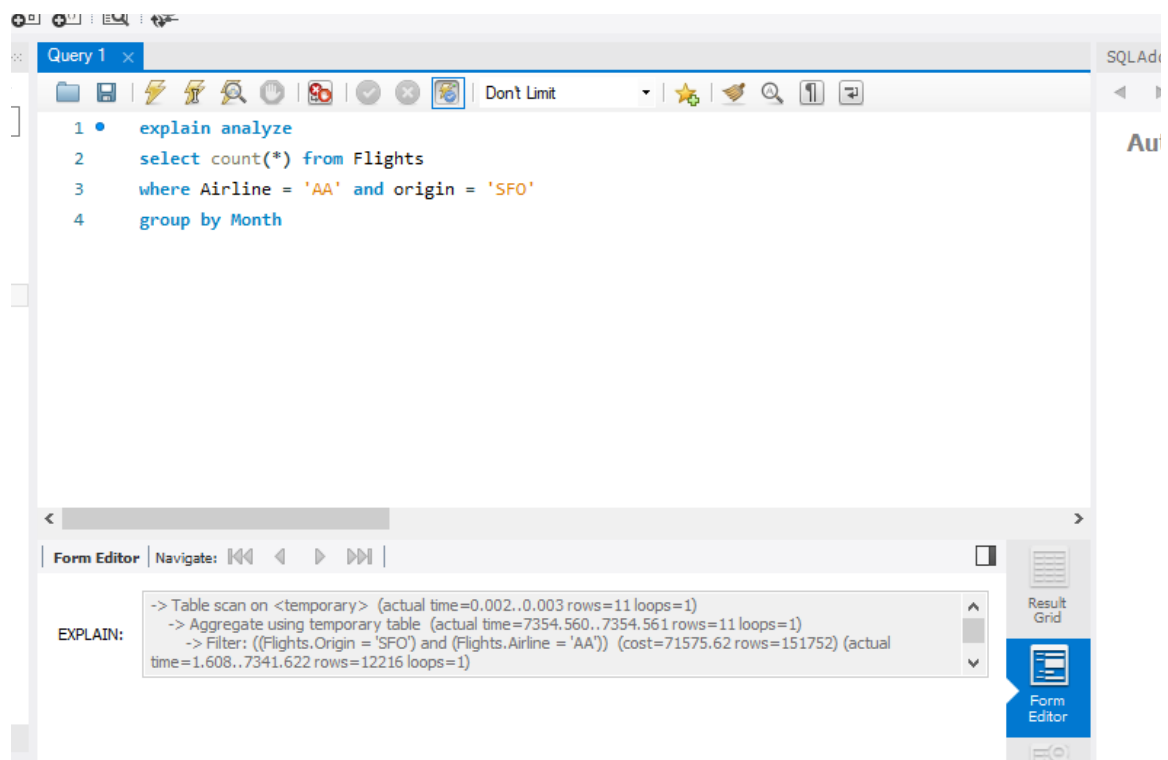 Query 1
SQLAd
Don't Limit
1
explain analyze
2
select count(*) from Flights
3
where Airline = 'AA' and origin = 'SFO'
4
group by Month
Form Editor
Navigate:
EXPLAIN:
-> Table scan on <temporary> (actual time=0.002..0.003 rows=11 loops=1)
-> Aggregate using temporary table (actual time=7354.560..7354.561 rows=11 loops=1)
-> Filter: ((Flights.Origin = 'SFO') and (Flights.Airline = 'AA')) (cost=71575.62 rows=151752) (actual
time=1.608..7341.622 rows=12216 loops=1)
Result
Grid
Form
Editor